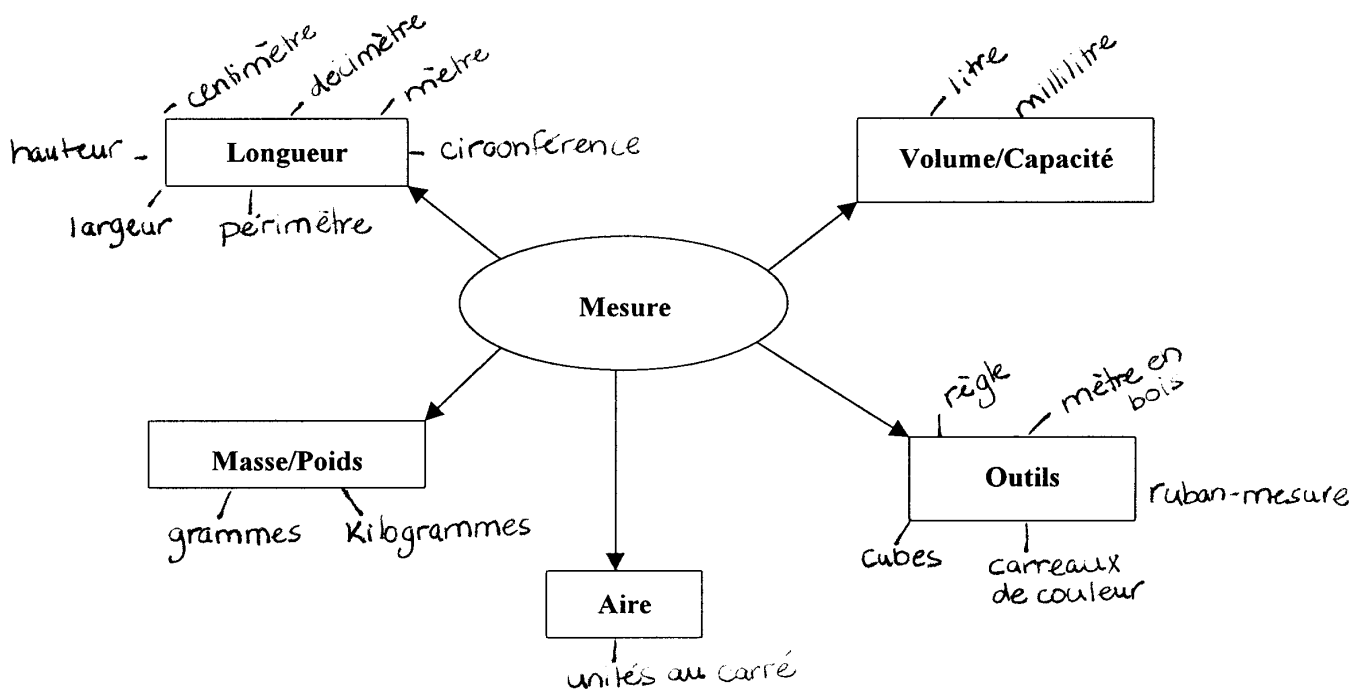 centimètre
décimètre
mètre
hauteur
Longueur
circonférence
largeur
périmètre
litre
millilitre
Volume/Capacité
Mesure
Masse/Poids
grammes
Kilogrammes
règle
mètre en
bois
Outils
ruban-mesure
cubes
carreaux
de couleur
Aire
unités au carré